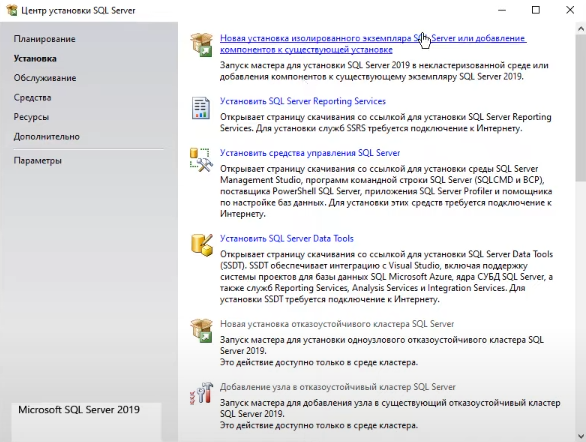 Центр установки SQL Server
Планирование
Установка
Обслуживание
Средства
Ресурсы
Дополнительно
Параметры
Новая установка изолированного экземпляра SQL Server или добавление
компонентов к существующей установке
Запуск мастера для установки SQL Server 2019 в некластеризованной среде или
добавления компонентов к существующему экземпляру SQL Server 2019.
Установить SQL Server Reporting Services
Открывает страницу скачивания со ссылкой для установки SQL Server Reporting
Services. Для установки служб SSRS требуется подключение к Интернету.
Установить средства управления SQL Server
Открывает страницу скачивания со ссылкой для установки среды SQL Server
Management Studio, программ командной строки SQL Server (SQLCMD и BCP),
поставщика PowerShell SQL Server, приложения SQL Server Profiler и помощника
по настройке баз данных. Для установки этих средств требуется подключение к
Интернету.
Установить SQL Server Data Tools
Открывает страницу скачивания со ссылкой для установки SQL Server Data Tools
(SSDT). SSDT обеспечивает интеграцию с Visual Studio, включая поддержку
системы проектов для базы данных SQL Microsoft Azure, ядра СУБД SQL Server, а
также служб Reporting Services, Analysis Services и Integration Services. Для
установки SSDT требуется подключение к Интернету.
Новая установка отказоустойчивого кластера SQL Server
Запуск мастера для установки одноузлового отказоустойчивого кластера SQL
Server 2019.
Это действие доступно только в среде кластера.
Добавление узла в отказоустойчивый кластер SQL Server
Запуск мастера для добавления узла в существующий отказоустойчивый кластер
SQL Server 2019.
Это действие доступно только в среде кластера.
Microsoft SQL Server 2019